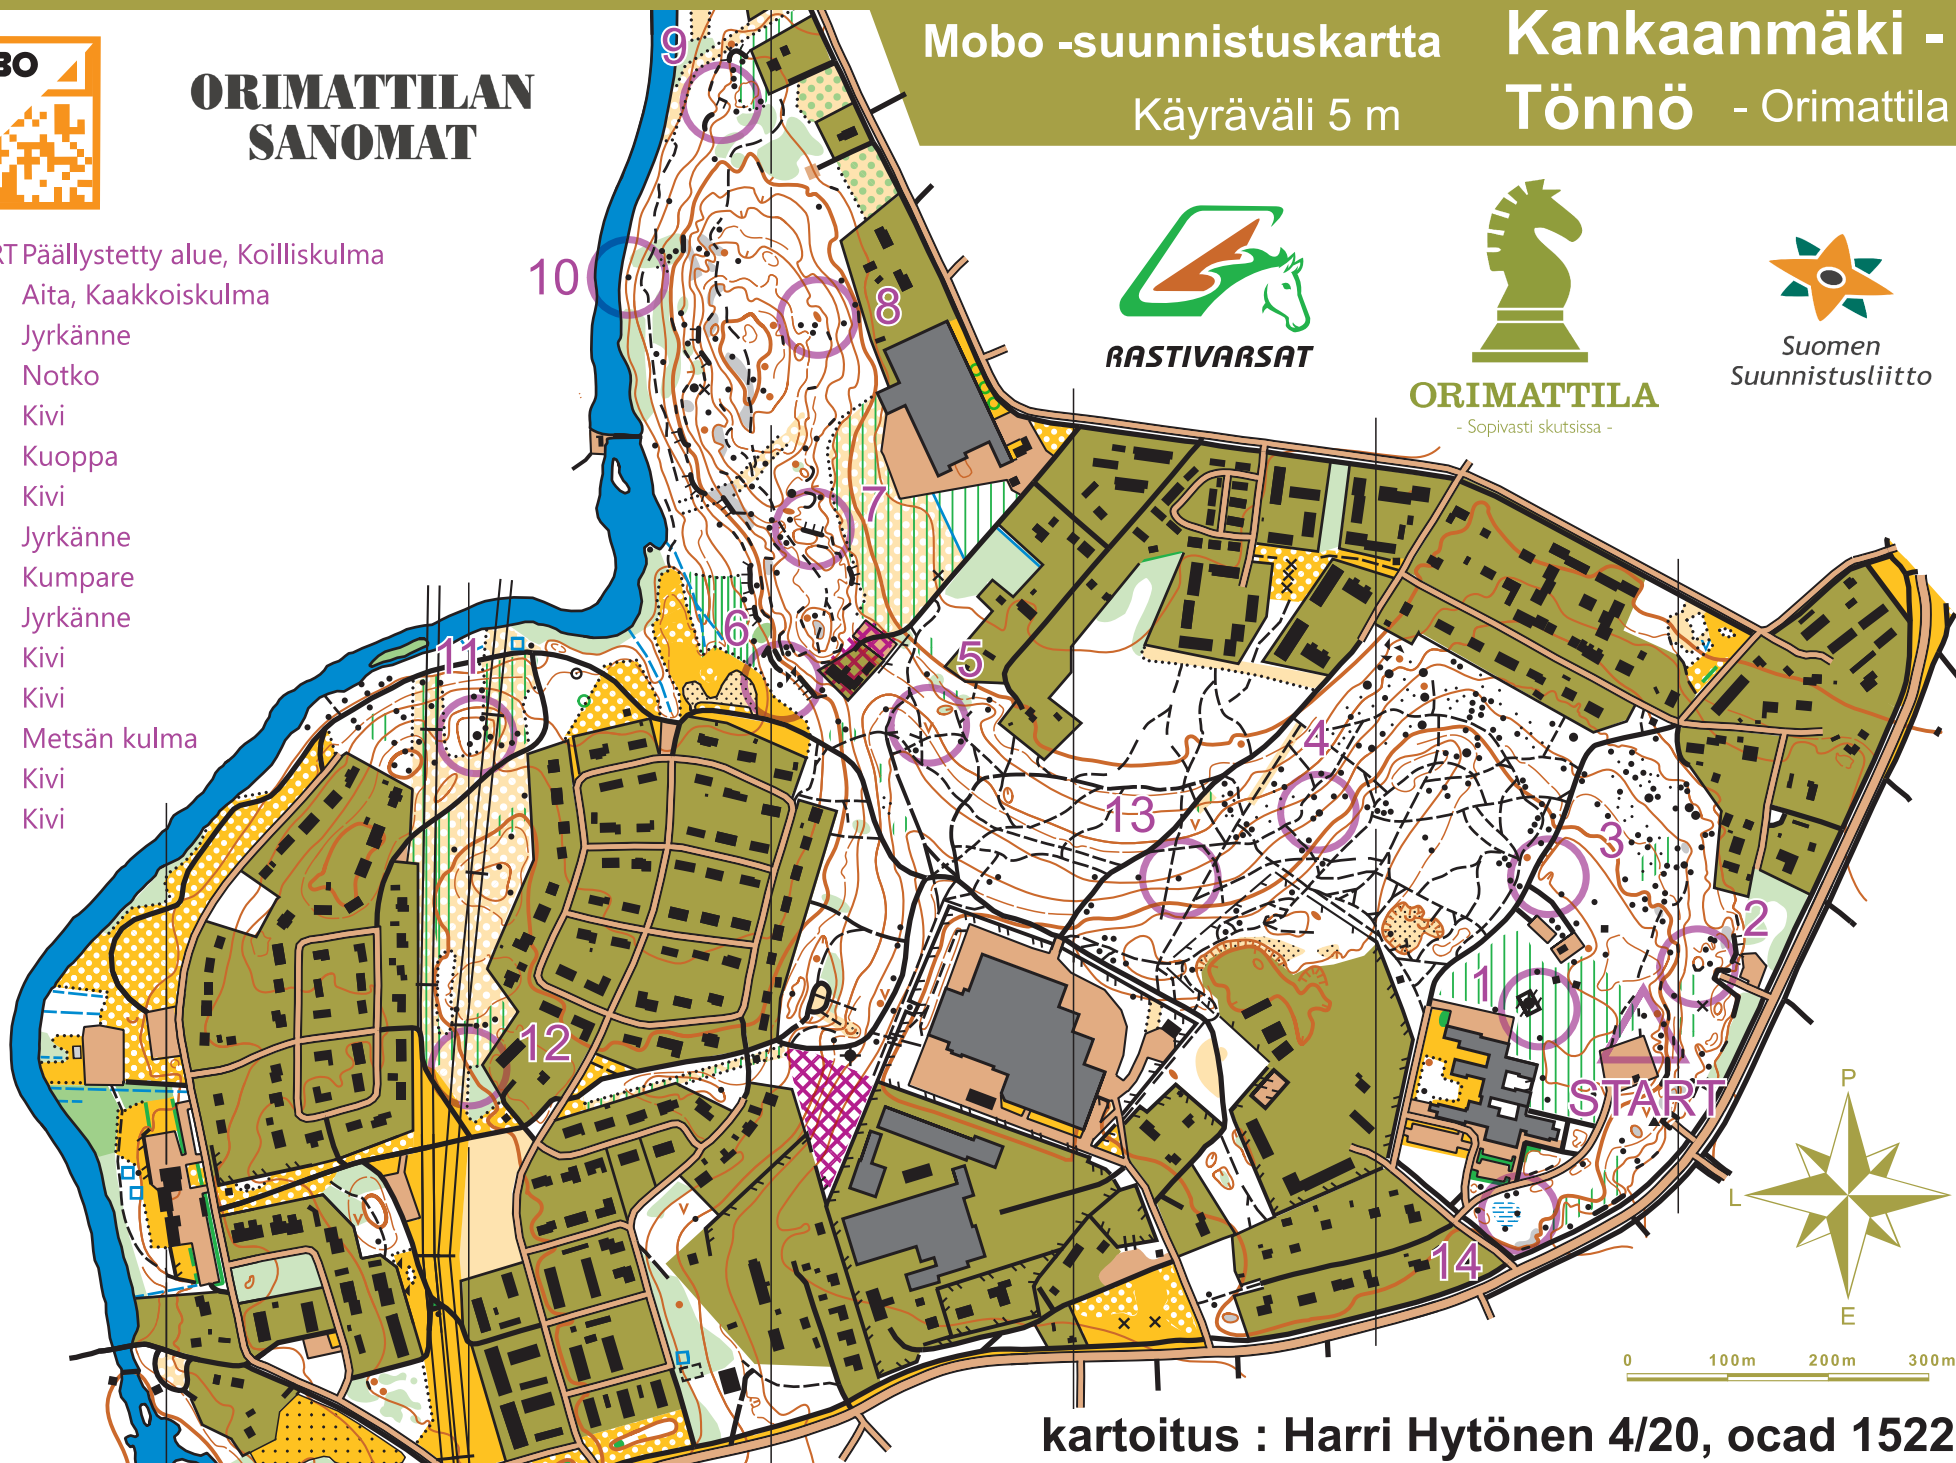 ORIMATTILAN
SANOMAT
Mobo -suunnistuskartta
Käyräväli 5 m
Kankaanmäki -
Tönnö - Orimattila
RASTIVARSAT
ORIMATTILA
- Sopivasti skutsissa -
Suomen
Suunnistusliitto
Päällystetty alue, Koilliskulma
Aita, Kaakkoiskulma
Jyrkänne
Notko
Kivi
Kuoppa
Kivi
Jyrkänne
Kumpare
Jyrkänne
Kivi
Kivi
Metsän kulma
Kivi
Kivi
9
10
8
7
6
5
11
4
13
3
2
1
12
START
14
P
L
E
0 100m 200m 300m
kartoitus : Harri Hytönen 4/20, ocad 1522